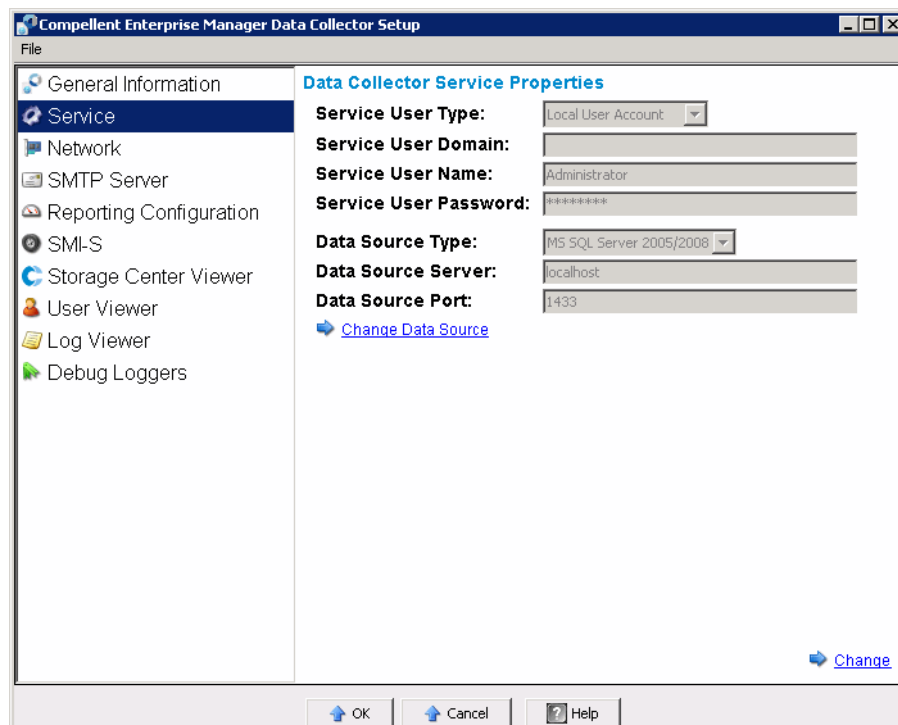 Compellent Enterprise Manager Data Collector Setup
File
General Information
Service
Network
SMTP Server
Reporting Configuration
SMI-S
Storage Center Viewer
User Viewer
Log Viewer
Debug Loggers
Data Collector Service Properties
Service User Type: Local User Account
Service User Domain:
Service User Name: Administrator
Service User Password: ********
Data Source Type: MS SQL Server 2005/2008
Data Source Server: localhost
Data Source Port: 1433
Change Data Source
Change
OK Cancel Help